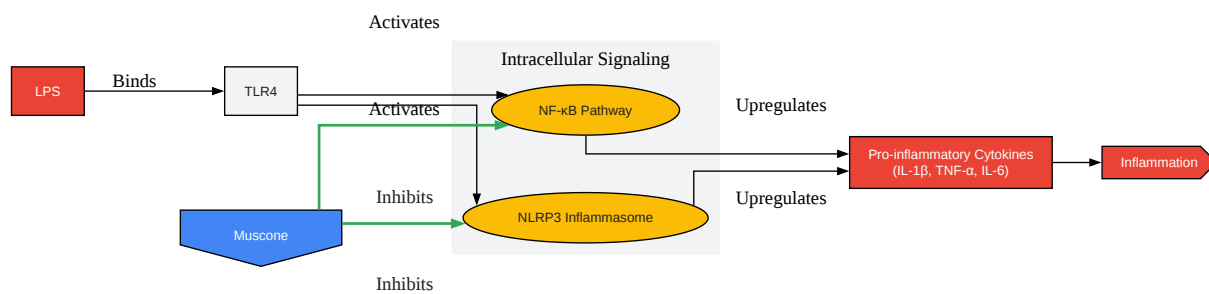 Activates
Intracellular Signaling
LPS
Binds
TLR4
NF-κB Pathway
Activates
Upregulates
Pro-inflammatory Cytokines
(IL-1β, TNF-α, IL-6)
Inflammation
Inhibits
Upregulates
NLRP3 Inflammasome
Muscone
Inhibits